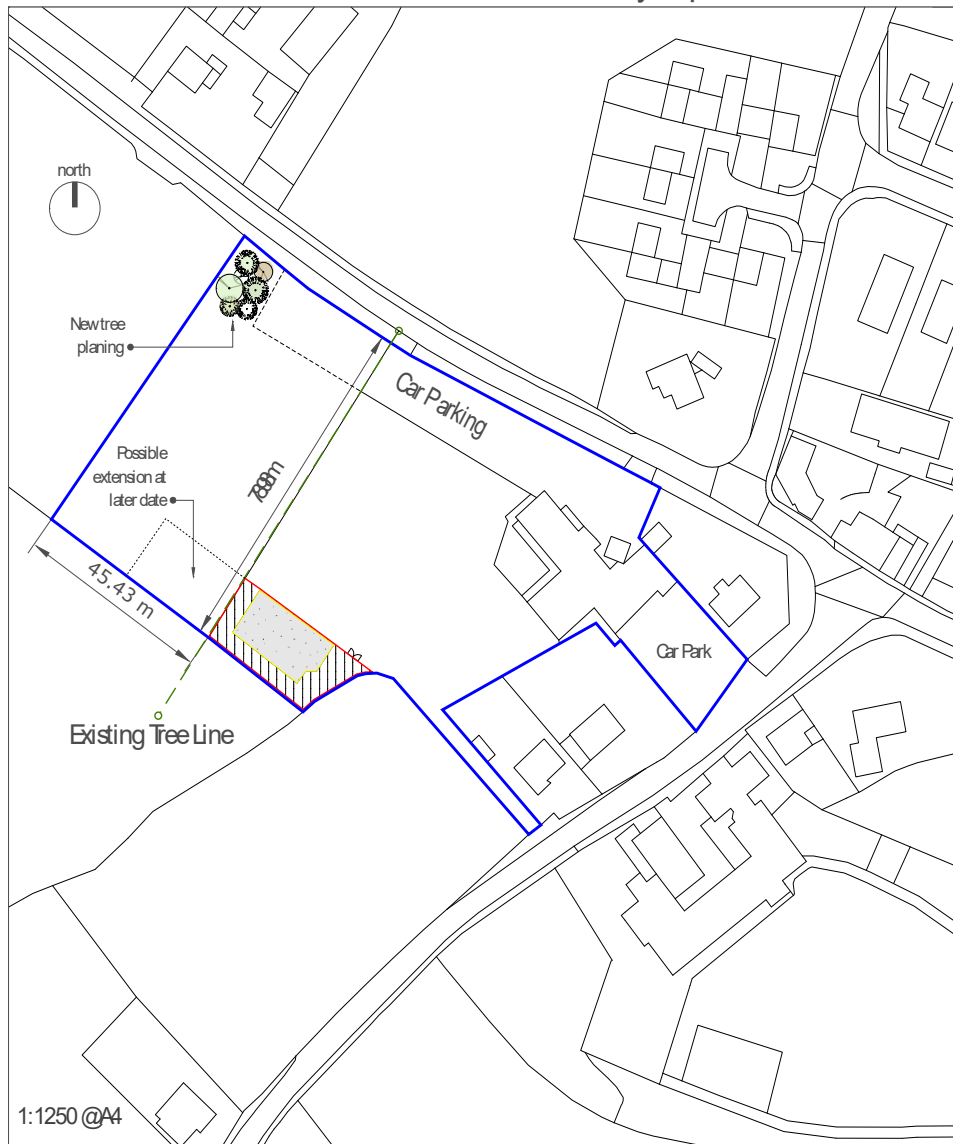 north
New tree
planing
Car Parking
Possible
extension at
later date
45.43 m
Car Park
Existing Tree Line
1:1250 @A4